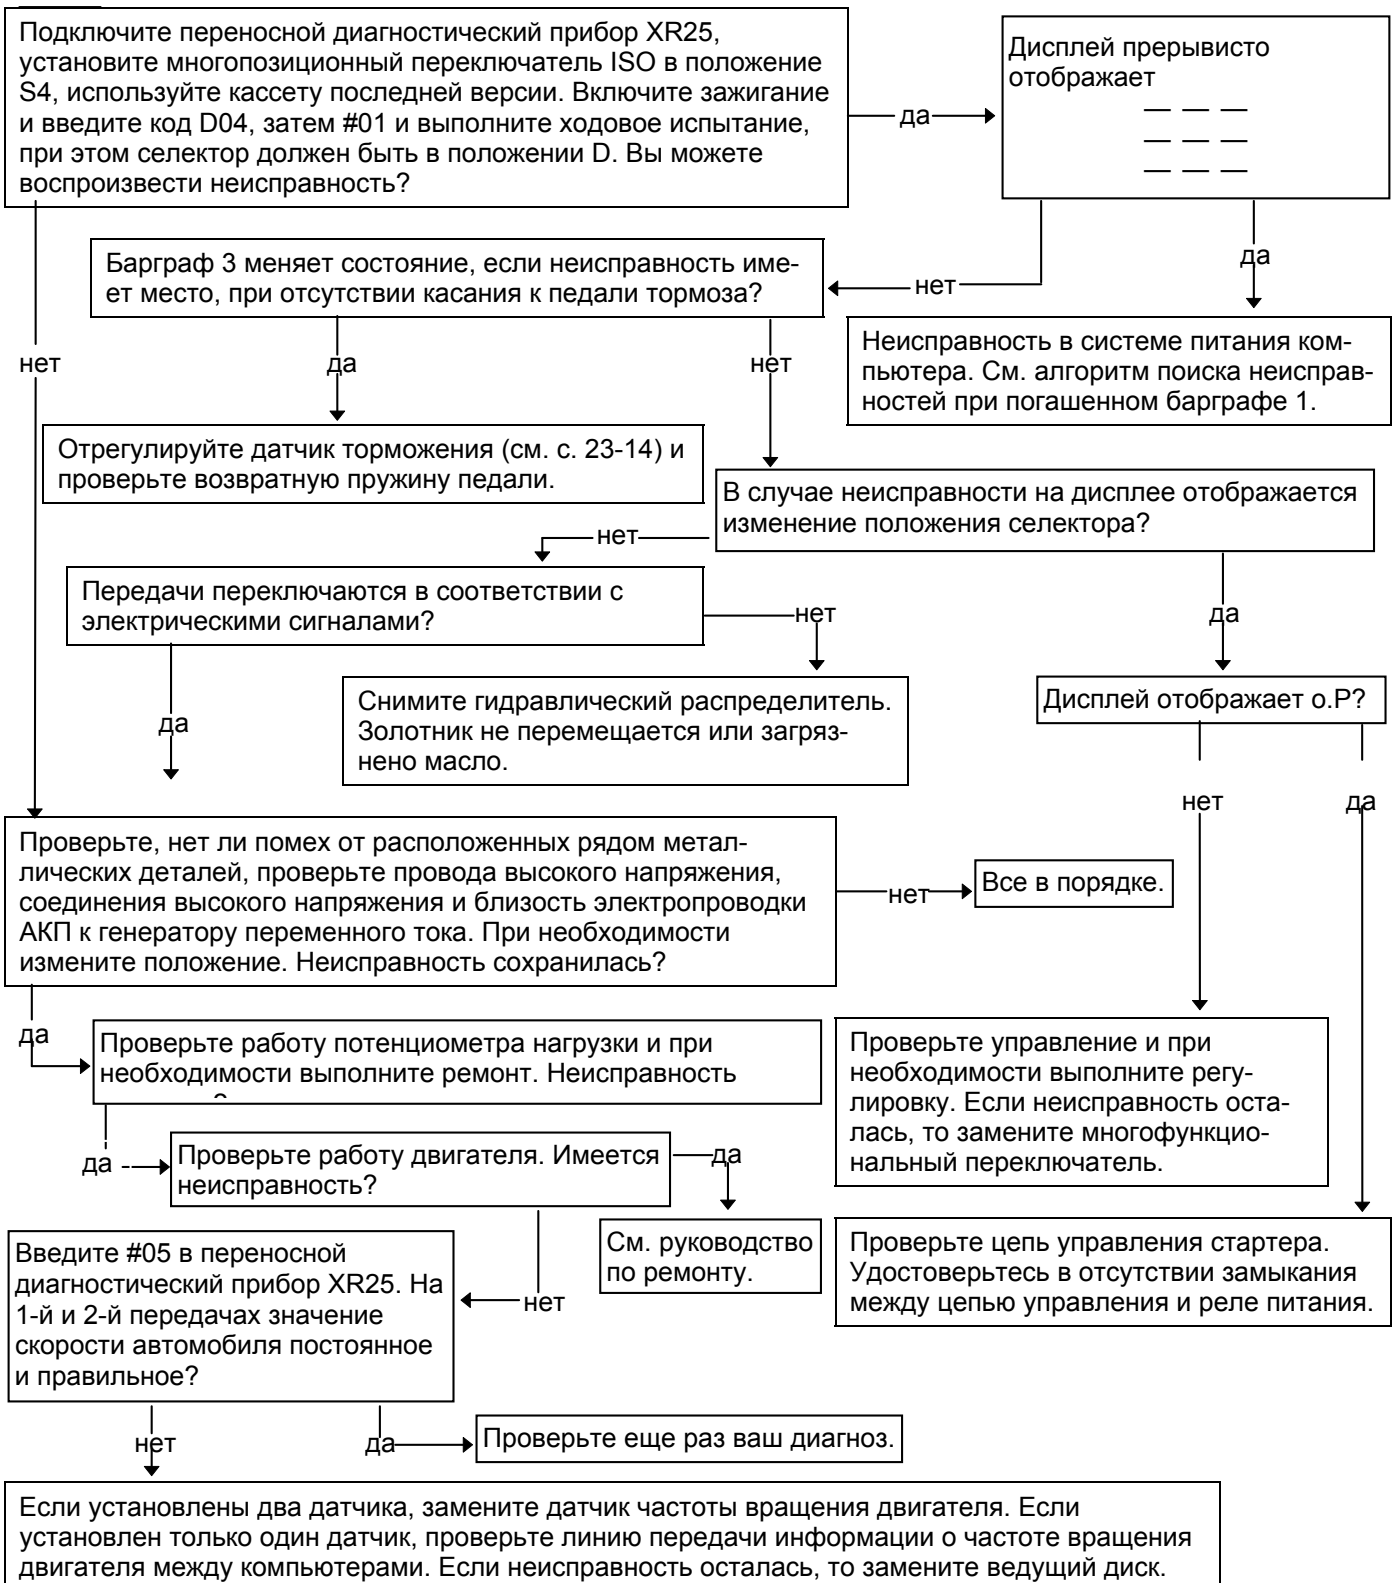 Подключите переносной диагностический прибор XR25,
установите многопозиционный переключатель ISO в положение
S4, используйте кассету последней версии. Включите зажигание
и введите код D04, затем #01 и выполните ходовое испытание,
при этом селектор должен быть в положении D. Вы можете
воспроизвести неисправность?
да
Дисплей прерывисто
отображает
— — —
— — —
— — —
Барграф 3 меняет состояние, если неисправность име-
ет место, при отсутствии касания к педали тормоза?
нет
да
нет
да
нет
Неисправность в системе питания ком-
пьютера. См. алгоритм поиска неисправ-
ностей при погашенном барграфе 1.
Отрегулируйте датчик торможения (см. с. 23-14) и
проверьте возвратную пружину педали.
В случае неисправности на дисплее отображается
изменение положения селектора?
нет
Передачи переключаются в соответствии с
электрическими сигналами?
нет
да
да
Снимите гидравлический распределитель.
Золотник не перемещается или загряз-
нено масло.
Дисплей отображает о.Р?
нет
да
Проверьте, нет ли помех от расположенных рядом метал-
лических деталей, проверьте провода высокого напряжения,
соединения высокого напряжения и близость электропроводки
АКП к генератору переменного тока. При необходимости
измените положение. Неисправность сохранилась?
нет
Все в порядке.
да
Проверьте работу потенциометра нагрузки и при
необходимости выполните ремонт. Неисправность
Проверьте управление и при
необходимости выполните регу-
лировку. Если неисправность оста-
лась, то замените многофункцио-
нальный переключатель.
да
Проверьте работу двигателя. Имеется
неисправность?
да
См. руководство
по ремонту.
нет
Введите #05 в переносной
диагностический прибор XR25. На
1-й и 2-й передачах значение
скорости автомобиля постоянное
и правильное?
Проверьте цепь управления стартера.
Удостоверьтесь в отсутствии замыкания
между цепью управления и реле питания.
нет
да
Проверьте еще раз ваш диагноз.
Если установлены два датчика, замените датчик частоты вращения двигателя. Если
установлен только один датчик, проверьте линию передачи информации о частоте вращения
двигателя между компьютерами. Если неисправность осталась, то замените ведущий диск.